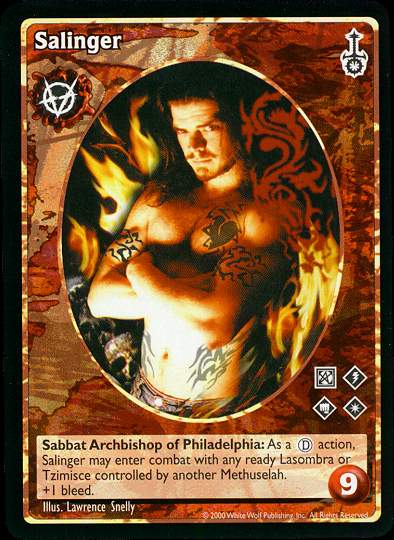 Salinger
Sabbat Archbishop of Philadelphia: As a Ⓓ action,
Salinger may enter combat with any ready Lasombra or
Tzimisce controlled by another Methuselah.
+1 bleed.
9
Illus. Lawrence Snelly
© 2000 White Wolf Publishing, Inc. All Rights Reserved.